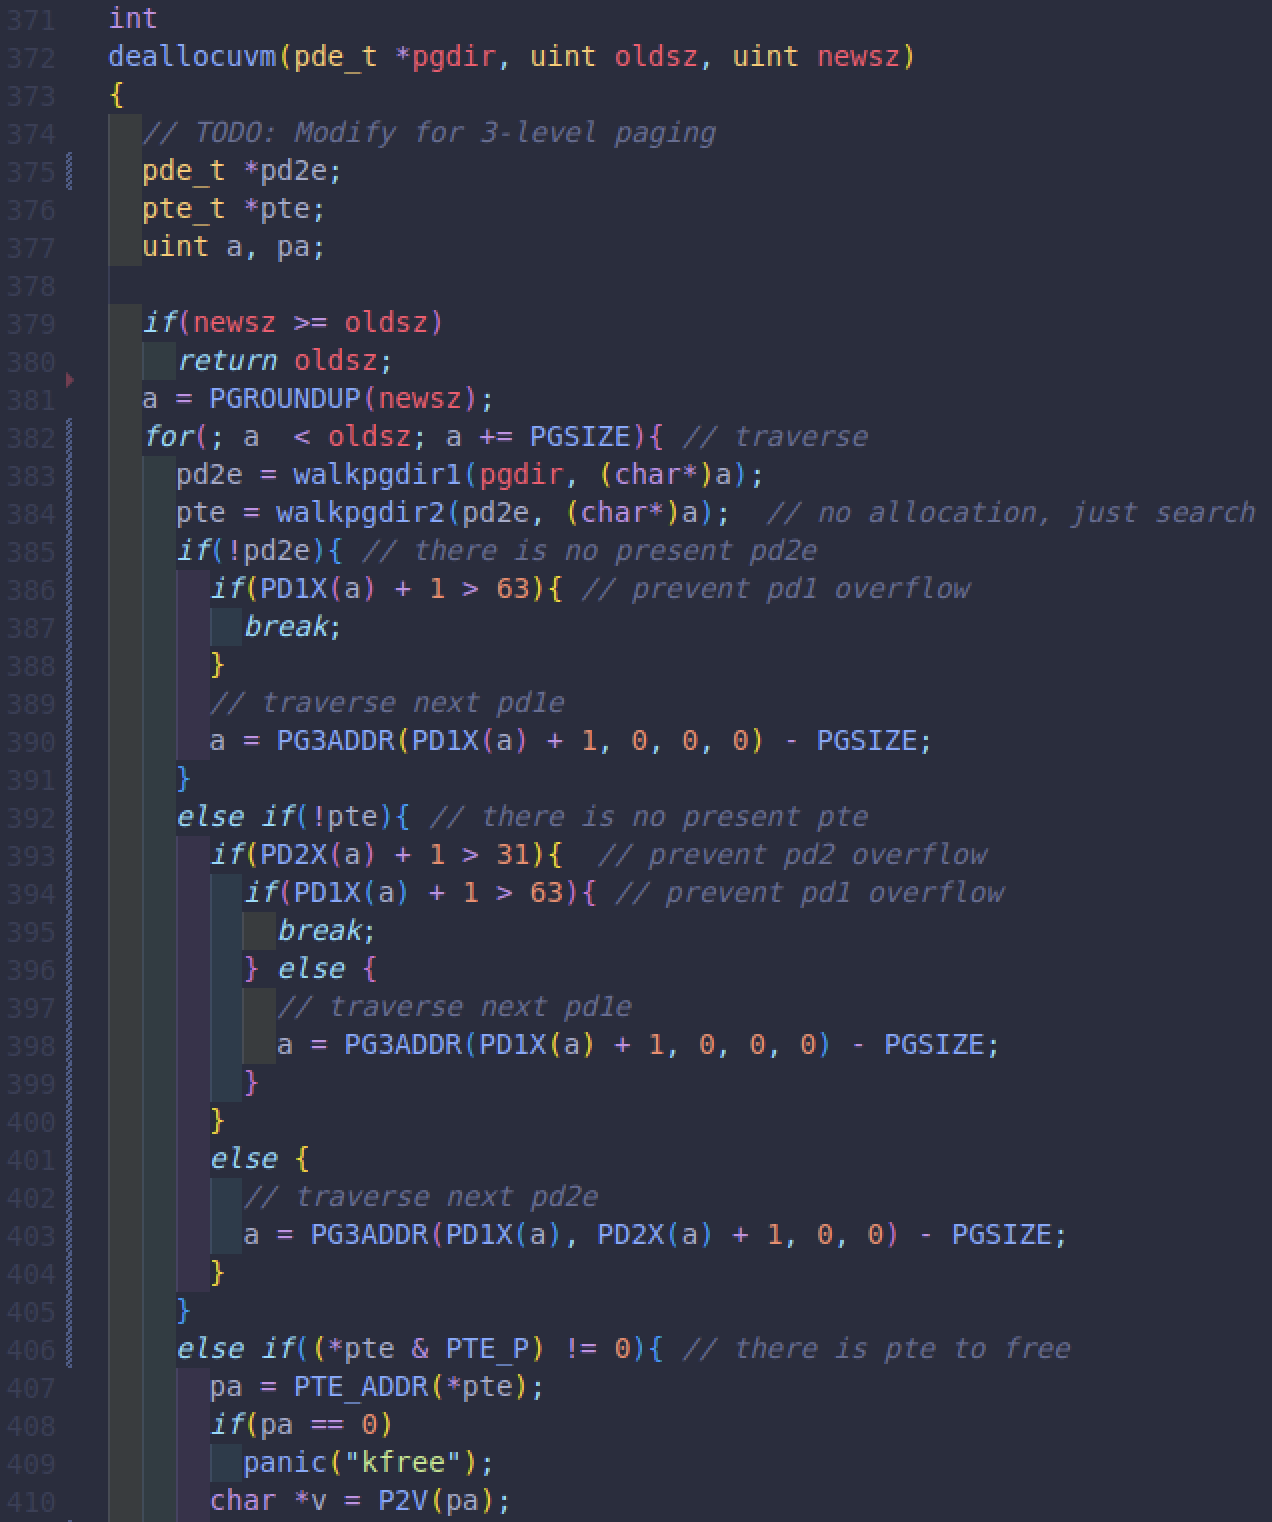 371 int
372 deallocuvm(pde_t *pgdir, uint oldsz, uint newsz)
373 {
374   // TODO: Modify for 3-level paging
375   pde_t *pd2e;
376   pte_t *pte;
377   uint a, pa;
378
379   if(newsz >= oldsz)
380     return oldsz;
381   a = PGROUNDUP(newsz);
382   for(; a  < oldsz; a += PGSIZE){ // traverse
383     pd2e = walkpgdir1(pgdir, (char*)a);
384     pte = walkpgdir2(pd2e, (char*)a);  // no allocation, just search
385     if(!pd2e){ // there is no present pd2e
386       if(PD1X(a) + 1 > 63){ // prevent pd1 overflow
387         break;
388       }
389       // traverse next pd1e
390       a = PG3ADDR(PD1X(a) + 1, 0, 0, 0) - PGSIZE;
391     }
392     else if(!pte){ // there is no present pte
393       if(PD2X(a) + 1 > 31){  // prevent pd2 overflow
394         if(PD1X(a) + 1 > 63){ // prevent pd1 overflow
395           break;
396         } else {
397           // traverse next pd1e
398           a = PG3ADDR(PD1X(a) + 1, 0, 0, 0) - PGSIZE;
399         }
400       }
401       else {
402         // traverse next pd2e
403         a = PG3ADDR(PD1X(a), PD2X(a) + 1, 0, 0) - PGSIZE;
404       }
405     }
406     else if((*pte & PTE_P) != 0){ // there is pte to free
407       pa = PTE_ADDR(*pte);
408       if(pa == 0)
409         panic("kfree");
410       char *v = P2V(pa);